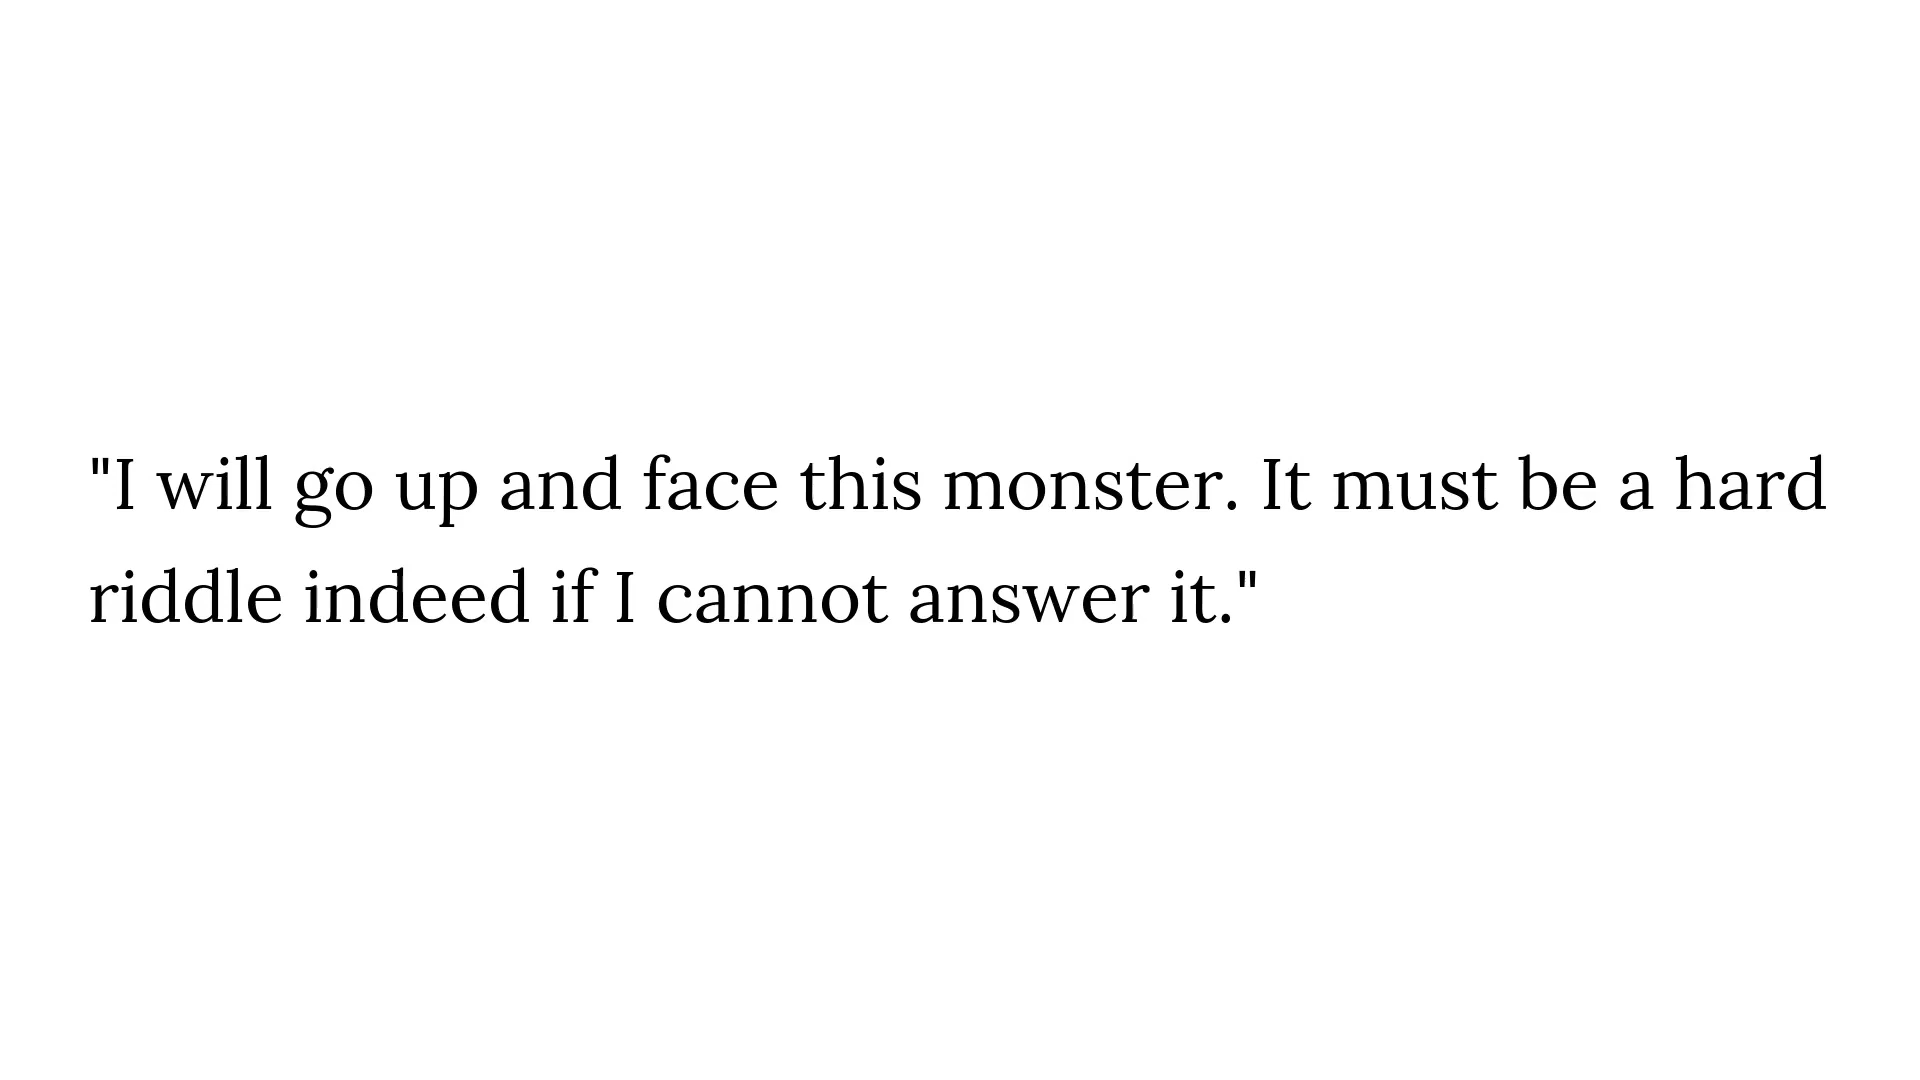 "I will go up and face this monster. It must be a hard
riddle indeed if I cannot answer it."